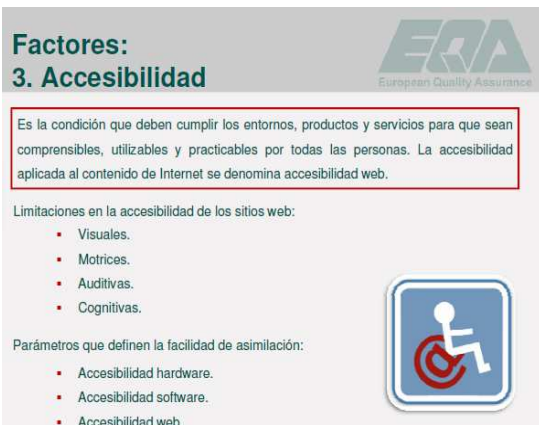 Factores:
3. Accesibilidad
EQA
European Quality Assurance
Es la condición que deben cumplir los entornos, productos y servicios para que sean
comprensibles, utilizables y practicables por todas las personas. La accesibilidad
aplicada al contenido de Internet se denomina accesibilidad web.
Limitaciones en la accesibilidad de los sitios web:
▪ Visuales.
▪ Motrices.
▪ Auditivas.
▪ Cognitivas.
Parámetros que definen la facilidad de asimilación:
▪ Accesibilidad hardware.
▪ Accesibilidad software.
▪ Accesibilidad web
@